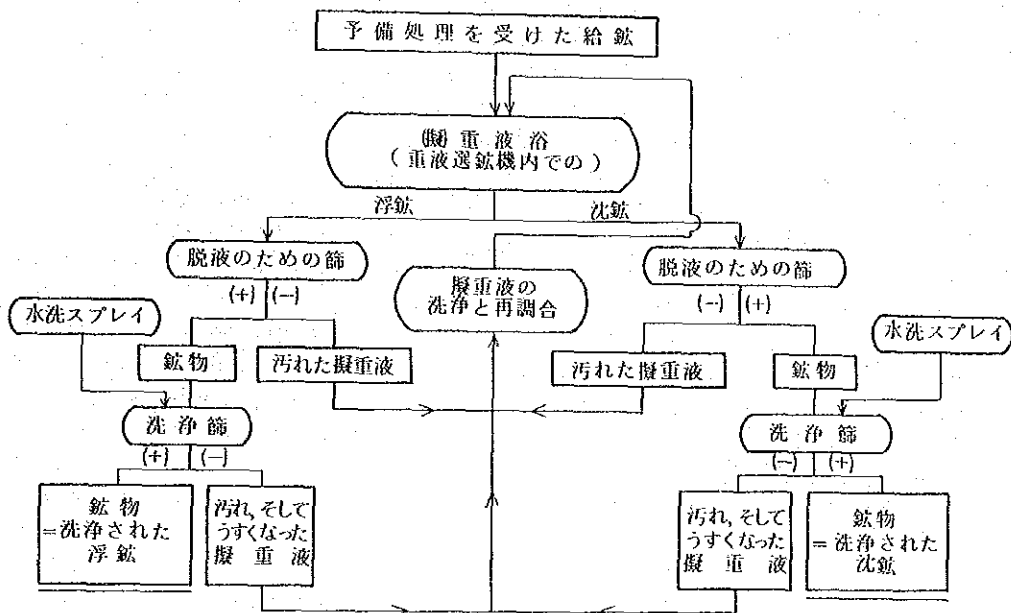 予備処理を受けた給鉱
(擬)重液浴
(重液選鉱機内での)
浮鉱
沈鉱
脱液のための篩
(+)
(−)
擬重液の
洗浄と再調合
脱液のための篩
(−)
(+)
水洗スプレイ
水洗スプレイ
鉱物
汚れた擬重液
汚れた擬重液
鉱物
洗浄篩
(+)
(−)
洗浄篩
(−)
(+)
鉱物
=洗浄された
浮鉱
汚れ,そして
うすくなった
擬重液
汚れ,そして
うすくなった
擬重液
鉱物
=洗浄された
沈鉱